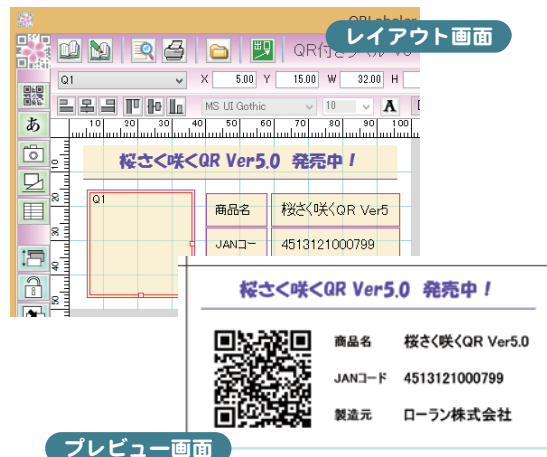 QRLabeler
レイアウト画面
QR付きラベル V5
Q1 X 5.00 Y 15.00 W 32.00 H
MS UI Gothic 10 A
あ
10 20 30 40 50 60 70 80 90 100
桜さく咲くQR Ver5.0 発売中！
Q1
商品名 桜さく咲くQR Ver5
JANコー 4513121000799
桜さく咲くQR Ver5.0 発売中！
商品名 桜さく咲くQR Ver5.0
JANコード 4513121000799
製造元 ローラン株式会社
プレビュー画面